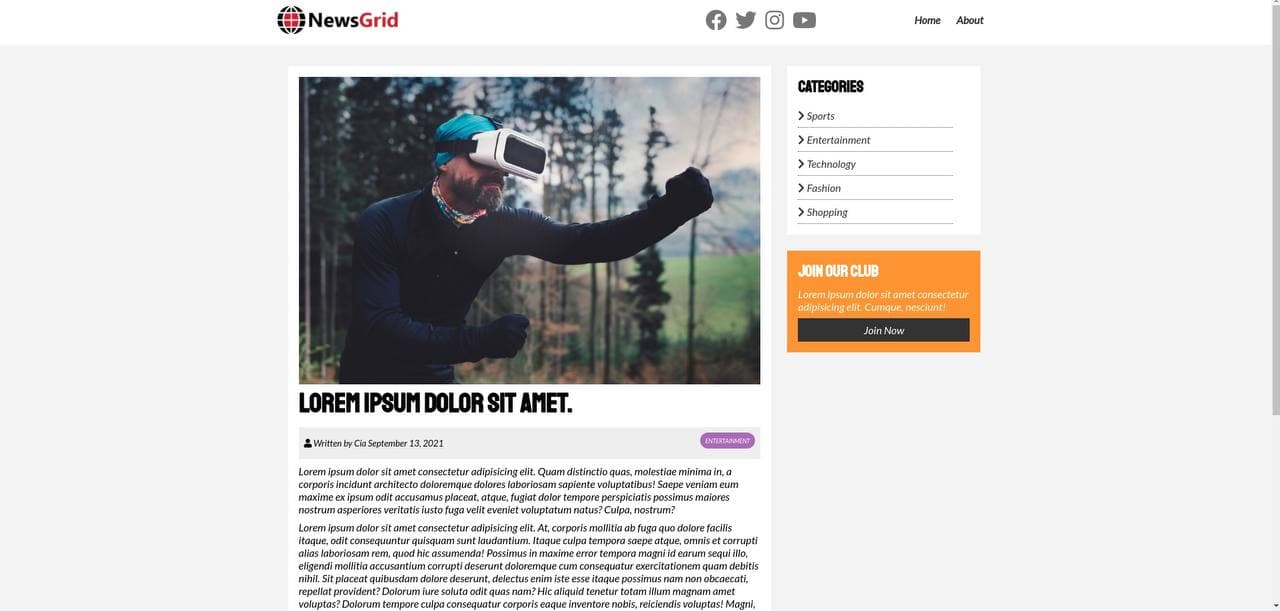 NewsGrid
Home About
CATEGORIES
Sports
Entertainment
Technology
Fashion
Shopping
JOIN OUR CLUB
Lorem ipsum dolor sit amet consectetur
adipisicing elit. Cumque, nesciunt!
Join Now
LOREM IPSUM DOLOR SIT AMET.
Written by Cia September 13, 2021
ENTERTAINMENT
Lorem ipsum dolor sit amet consectetur adipisicing elit. Quam distinctio quas, molestiae minima in, a
corporis incidunt architecto doloremque dolores laboriosam sapiente voluptatibus! Saepe veniam eum
maxime ex ipsum odit accusamus placeat, atque, fugiat dolor tempore perspiciatis possimus maiores
nostrum asperiores veritatis iusto fuga velit eveniet voluptatum natus? Culpa, nostrum?
Lorem ipsum dolor sit amet consectetur adipisicing elit. At, corporis mollitia ab fuga quo dolore facilis
itaque, odit consequuntur quisquam sunt laudantium. Itaque culpa tempora saepe atque, omnis et corrupti
alias laboriosam rem, quod hic assumenda! Possimus in maxime error tempora magni id earum sequi illo,
eligendi mollitia accusantium corrupti deserunt doloremque cum consequatur exercitationem quam debitis
nihil. Sit placeat quibusdam dolore deserunt, delectus enim iste esse itaque possimus nam non obcaecati,
repellat provident? Dolorum iure soluta odit quas nam? Hic aliquid tenetur totam illum magnam amet
voluptas? Dolorum tempore culpa consequatur corporis eaque inventore nobis, reiciendis voluptas! Magni,